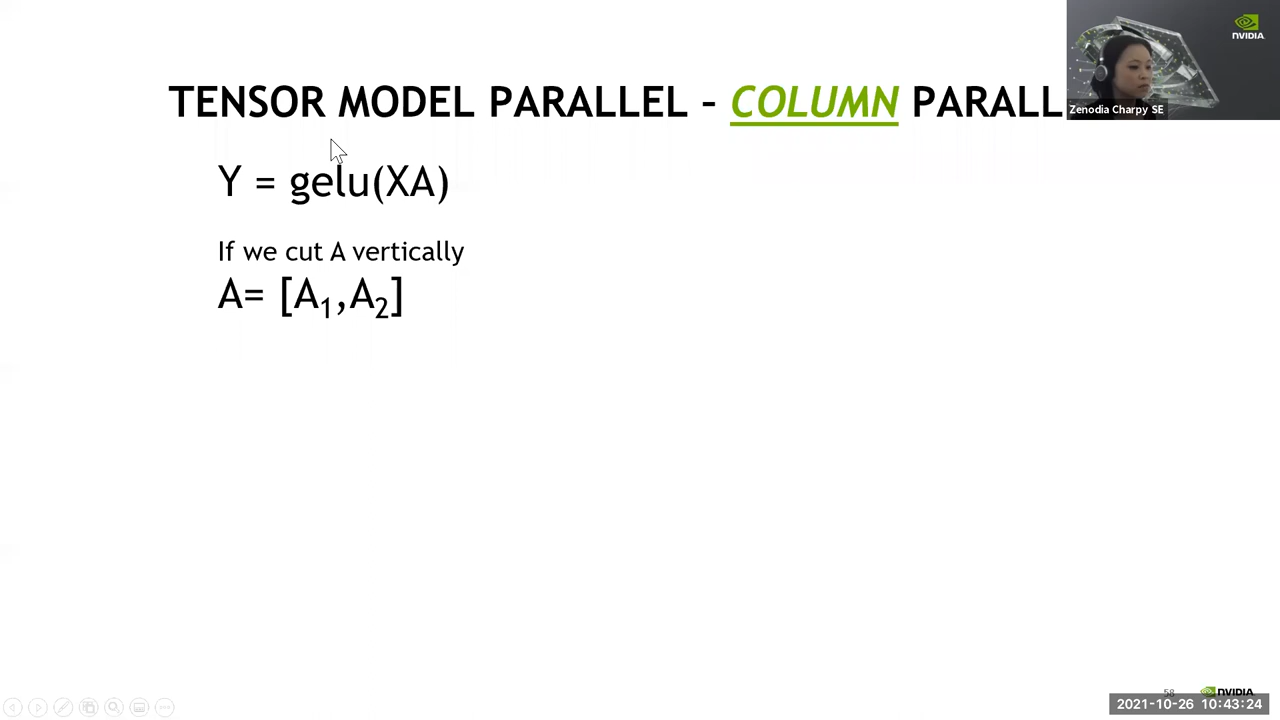 NVIDIA
TENSOR MODEL PARALLEL – COLUMN PARALL
Zenodia Charpy SE
Y = gelu(XA)
If we cut A vertically
A= [A₁,A₂]
58
NVIDIA
2021-10-26 10:43:24